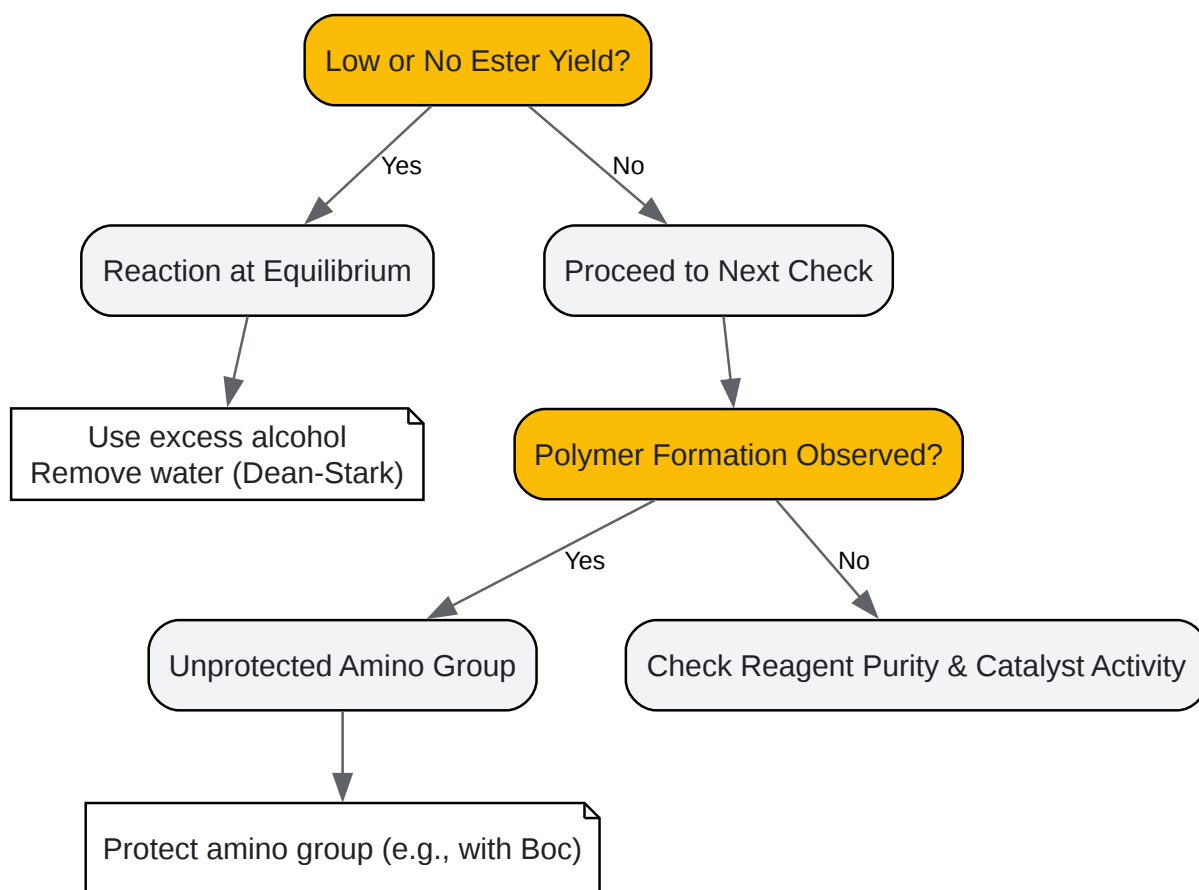 Low or No Ester Yield?
Yes
No
Reaction at Equilibrium
Proceed to Next Check
Use excess alcohol
Remove water (Dean-Stark)
Polymer Formation Observed?
Yes
No
Unprotected Amino Group
Check Reagent Purity & Catalyst Activity
Protect amino group (e.g., with Boc)